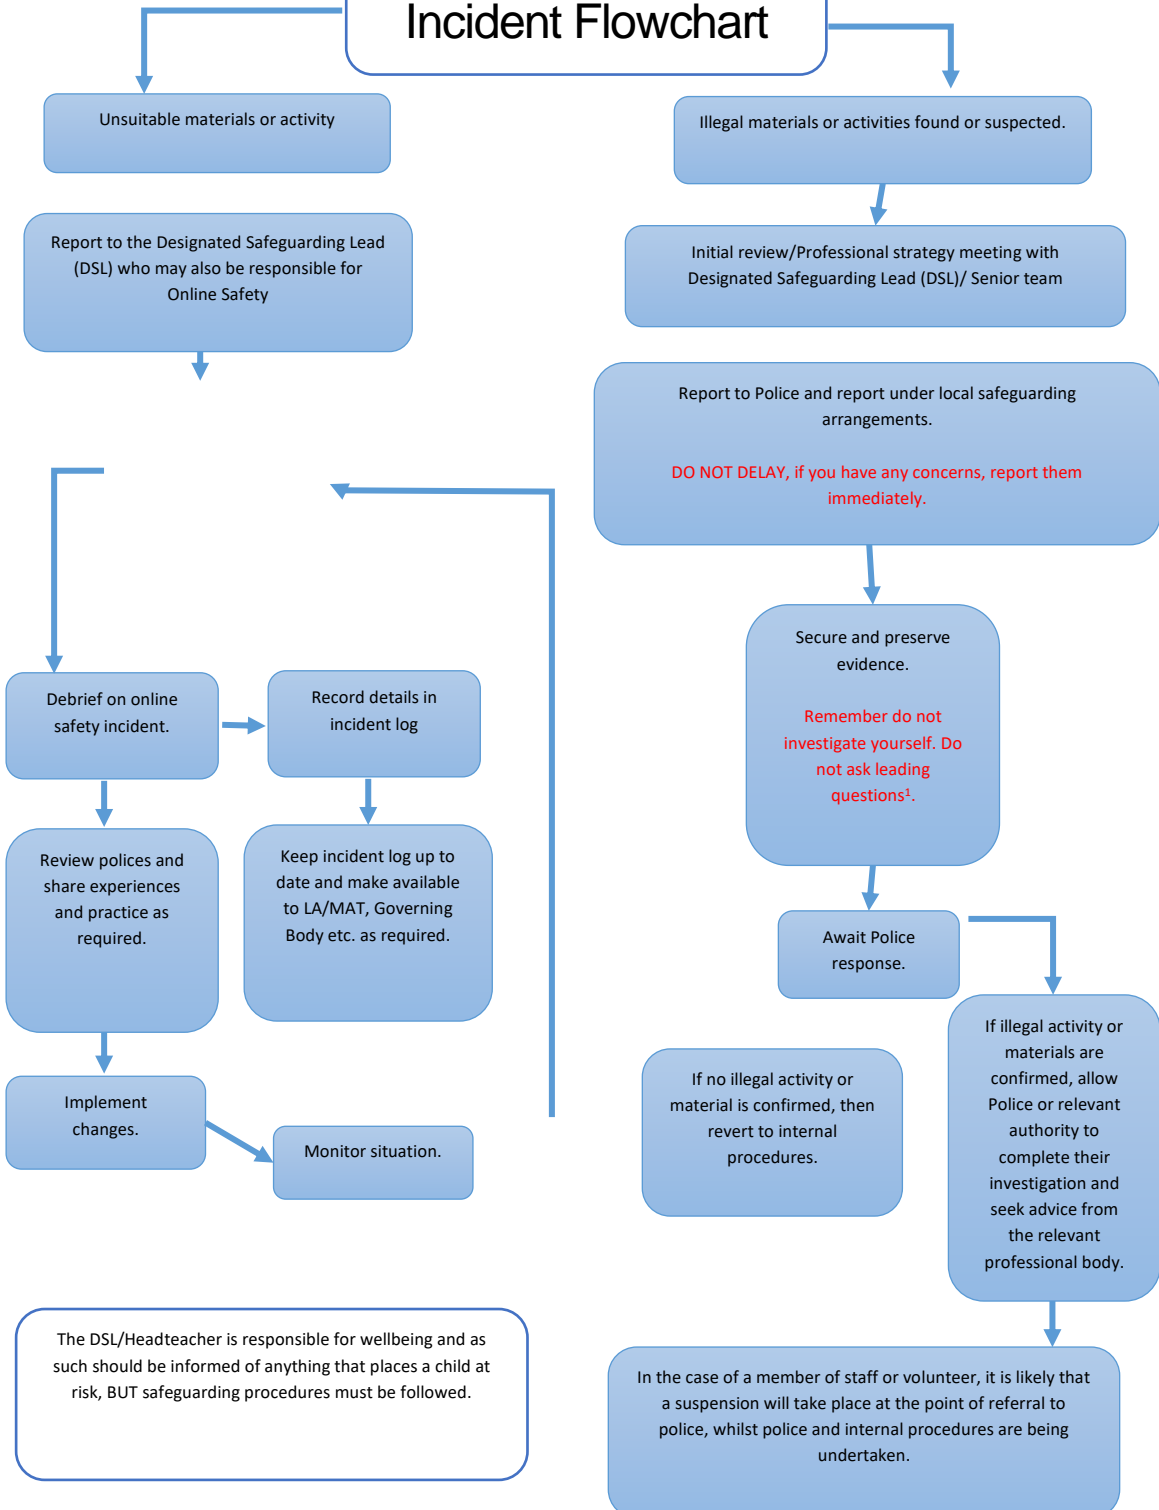 Incident Flowchart
Unsuitable materials or activity
Illegal materials or activities found or suspected.
Report to the Designated Safeguarding Lead
(DSL) who may also be responsible for
Online Safety
Initial review/Professional strategy meeting with
Designated Safeguarding Lead (DSL)/ Senior team
Report to Police and report under local safeguarding
arrangements.
DO NOT DELAY, if you have any concerns, report them
immediately.
Secure and preserve
evidence.
Remember do not
investigate yourself. Do
not ask leading
questions¹.
Debrief on online
safety incident.
Record details in
incident log
Review polices and
share experiences
and practice as
required.
Keep incident log up to
date and make available
to LA/MAT, Governing
Body etc. as required.
Await Police
response.
If illegal activity or
materials are
confirmed, allow
Police or relevant
authority to
complete their
investigation and
seek advice from
the relevant
professional body.
If no illegal activity or
material is confirmed, then
revert to internal
procedures.
Implement
changes.
Monitor situation.
The DSL/Headteacher is responsible for wellbeing and as
such should be informed of anything that places a child at
risk, BUT safeguarding procedures must be followed.
In the case of a member of staff or volunteer, it is likely that
a suspension will take place at the point of referral to
police, whilst police and internal procedures are being
undertaken.